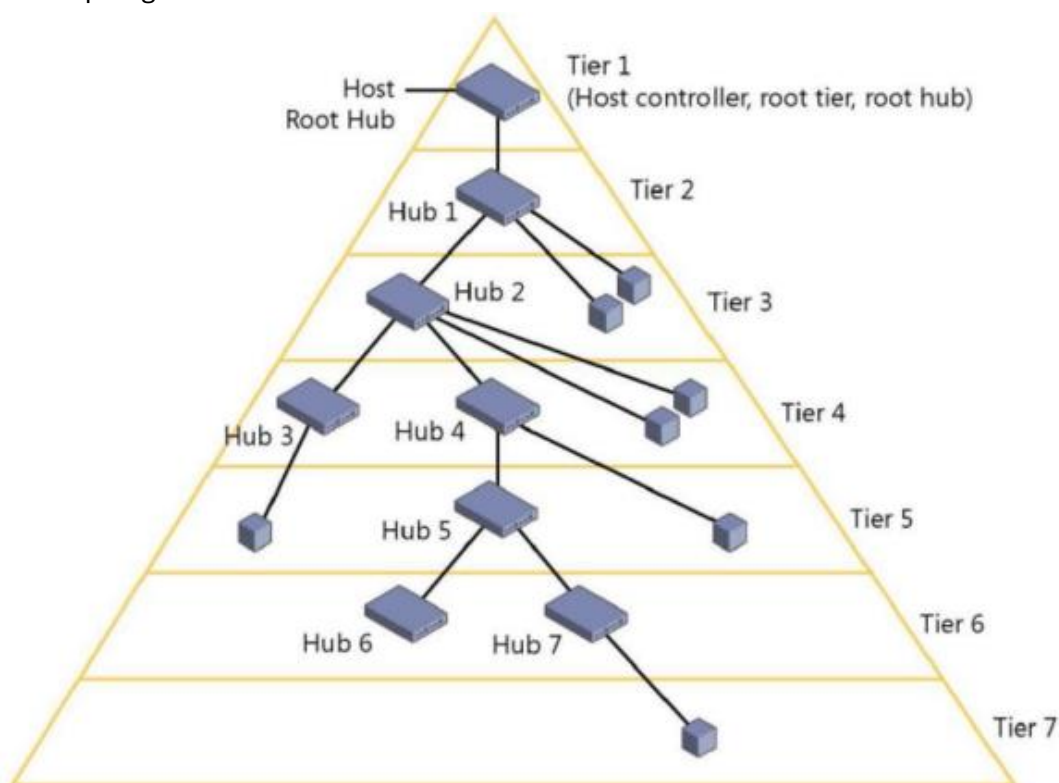 Tier 1
(Host controller, root tier, root hub)
Host
Root Hub
Tier 2
Hub 1
Hub 2
Tier 3
Hub 3
Hub 4
Tier 4
Hub 5
Tier 5
Hub 6
Hub 7
Tier 6
Tier 7